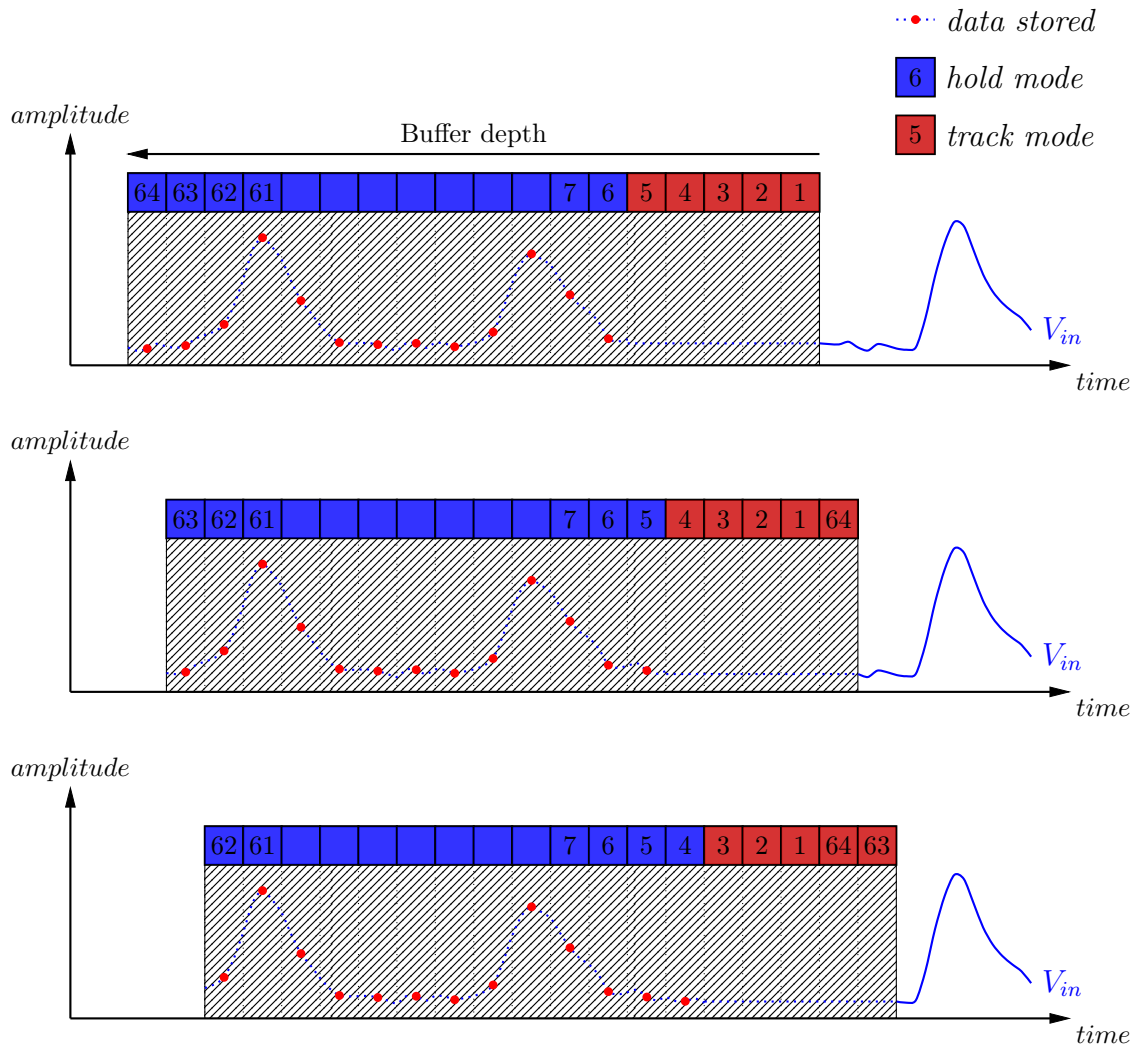 data stored
6 hold mode
5 track mode
amplitude
Buffer depth
64 63 62 61 7 6 5 4 3 2 1
V_in
time
amplitude
63 62 61 7 6 5 4 3 2 1 64
V_in
time
amplitude
62 61 7 6 5 4 3 2 1 64 63
V_in
time